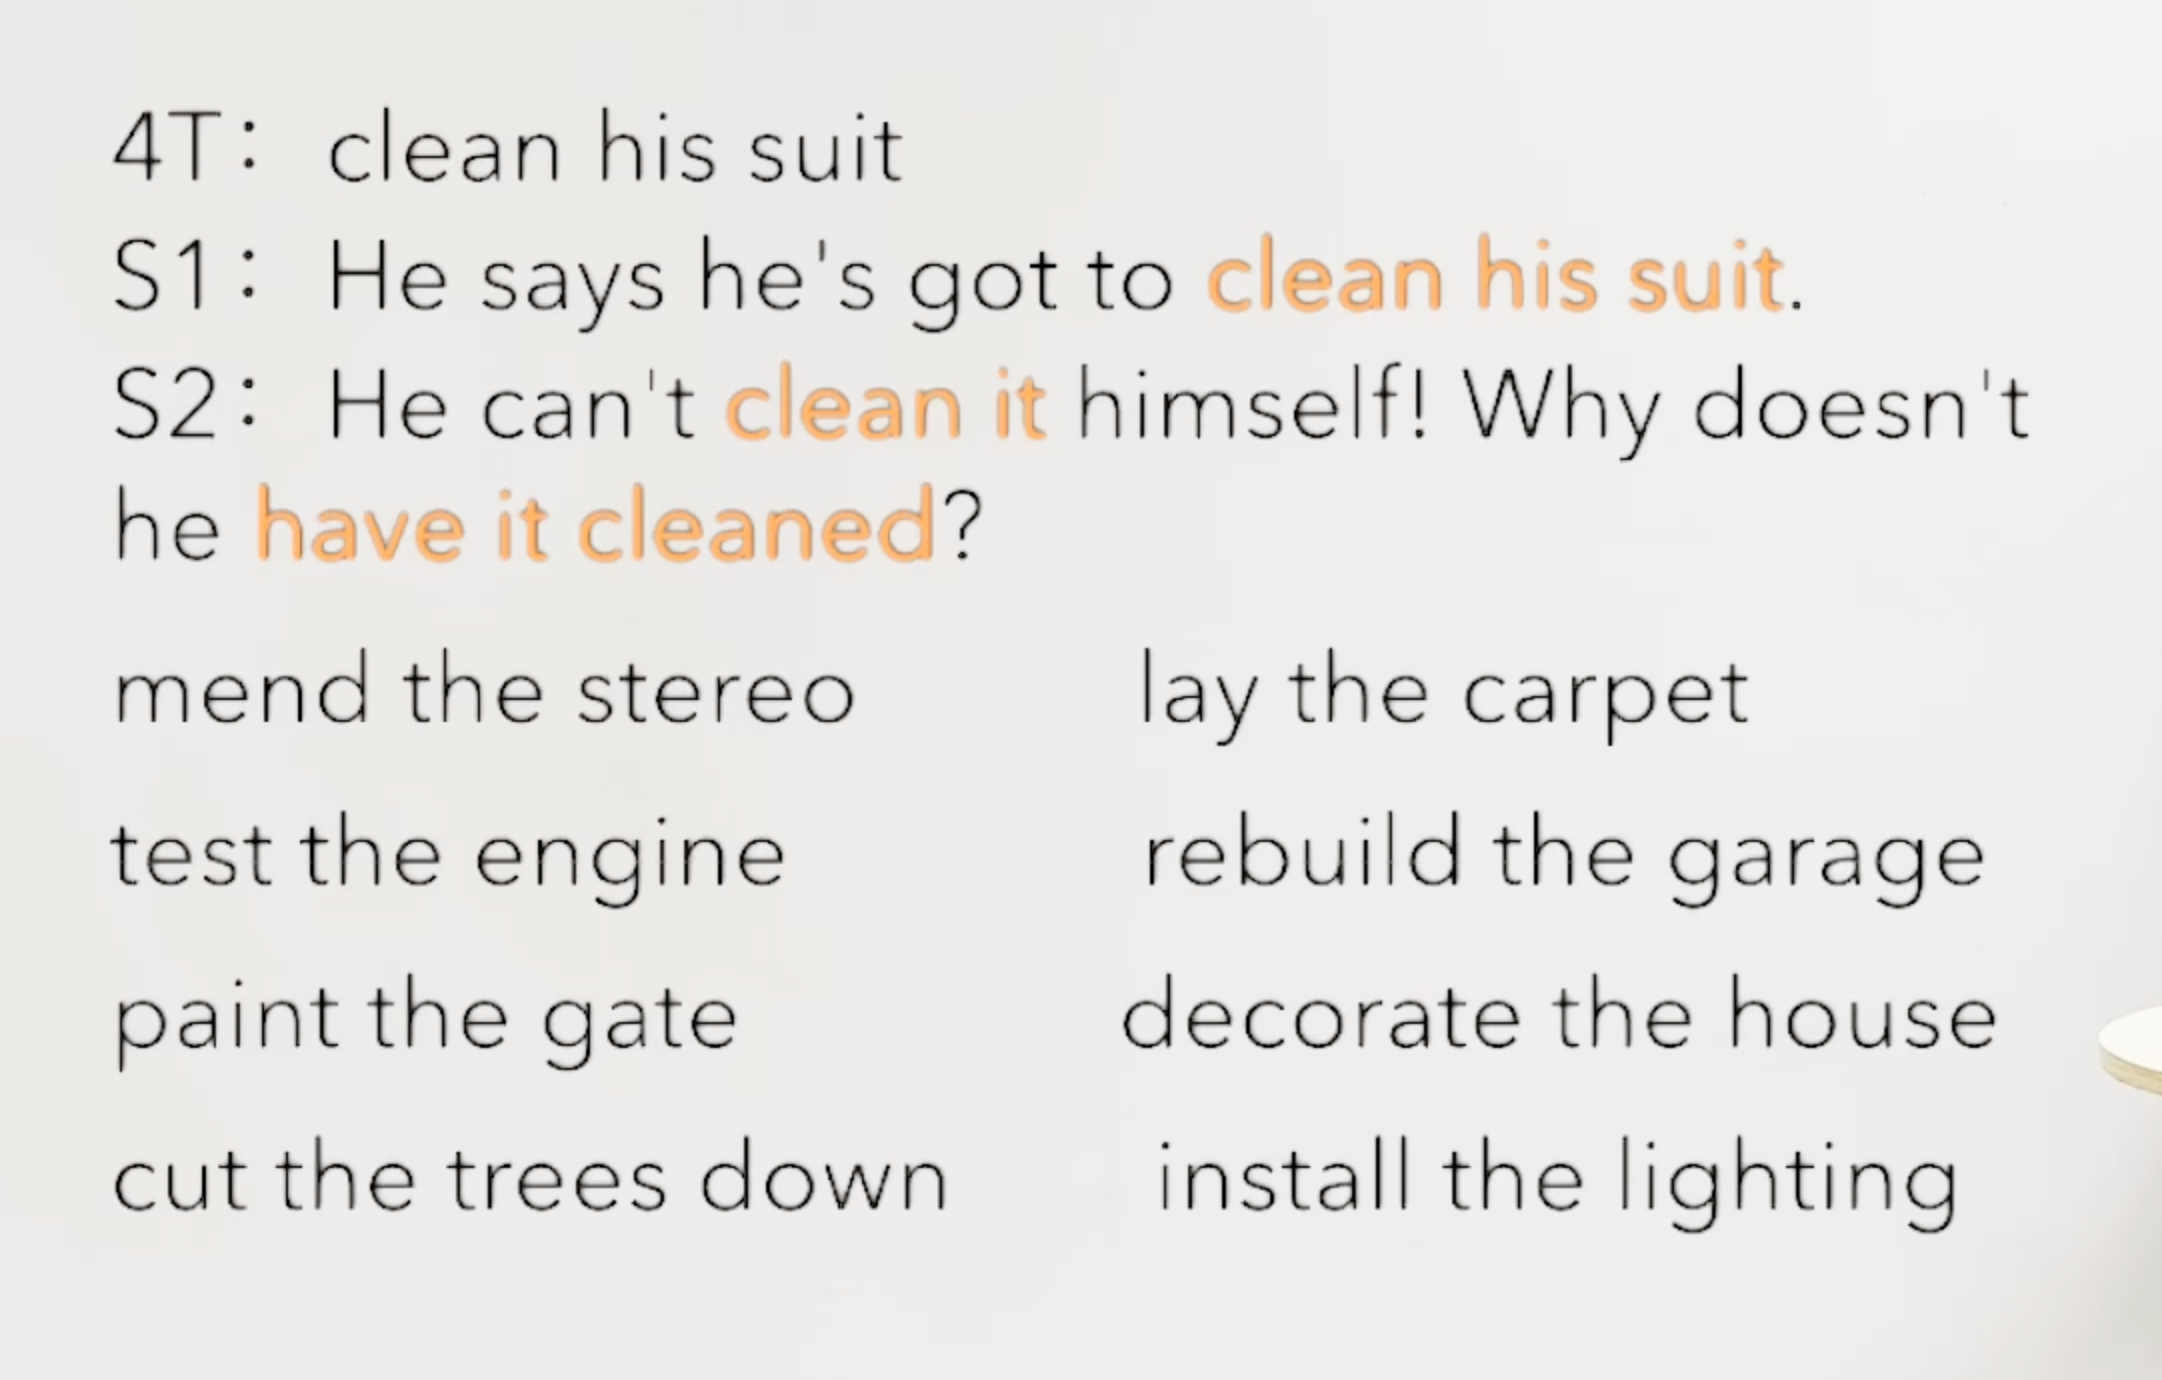 4T: clean his suit
S1: He says he's got to clean his suit.
S2: He can't clean it himself! Why doesn't
he have it cleaned?
mend the stereo lay the carpet
test the engine rebuild the garage
paint the gate decorate the house
cut the trees down install the lighting